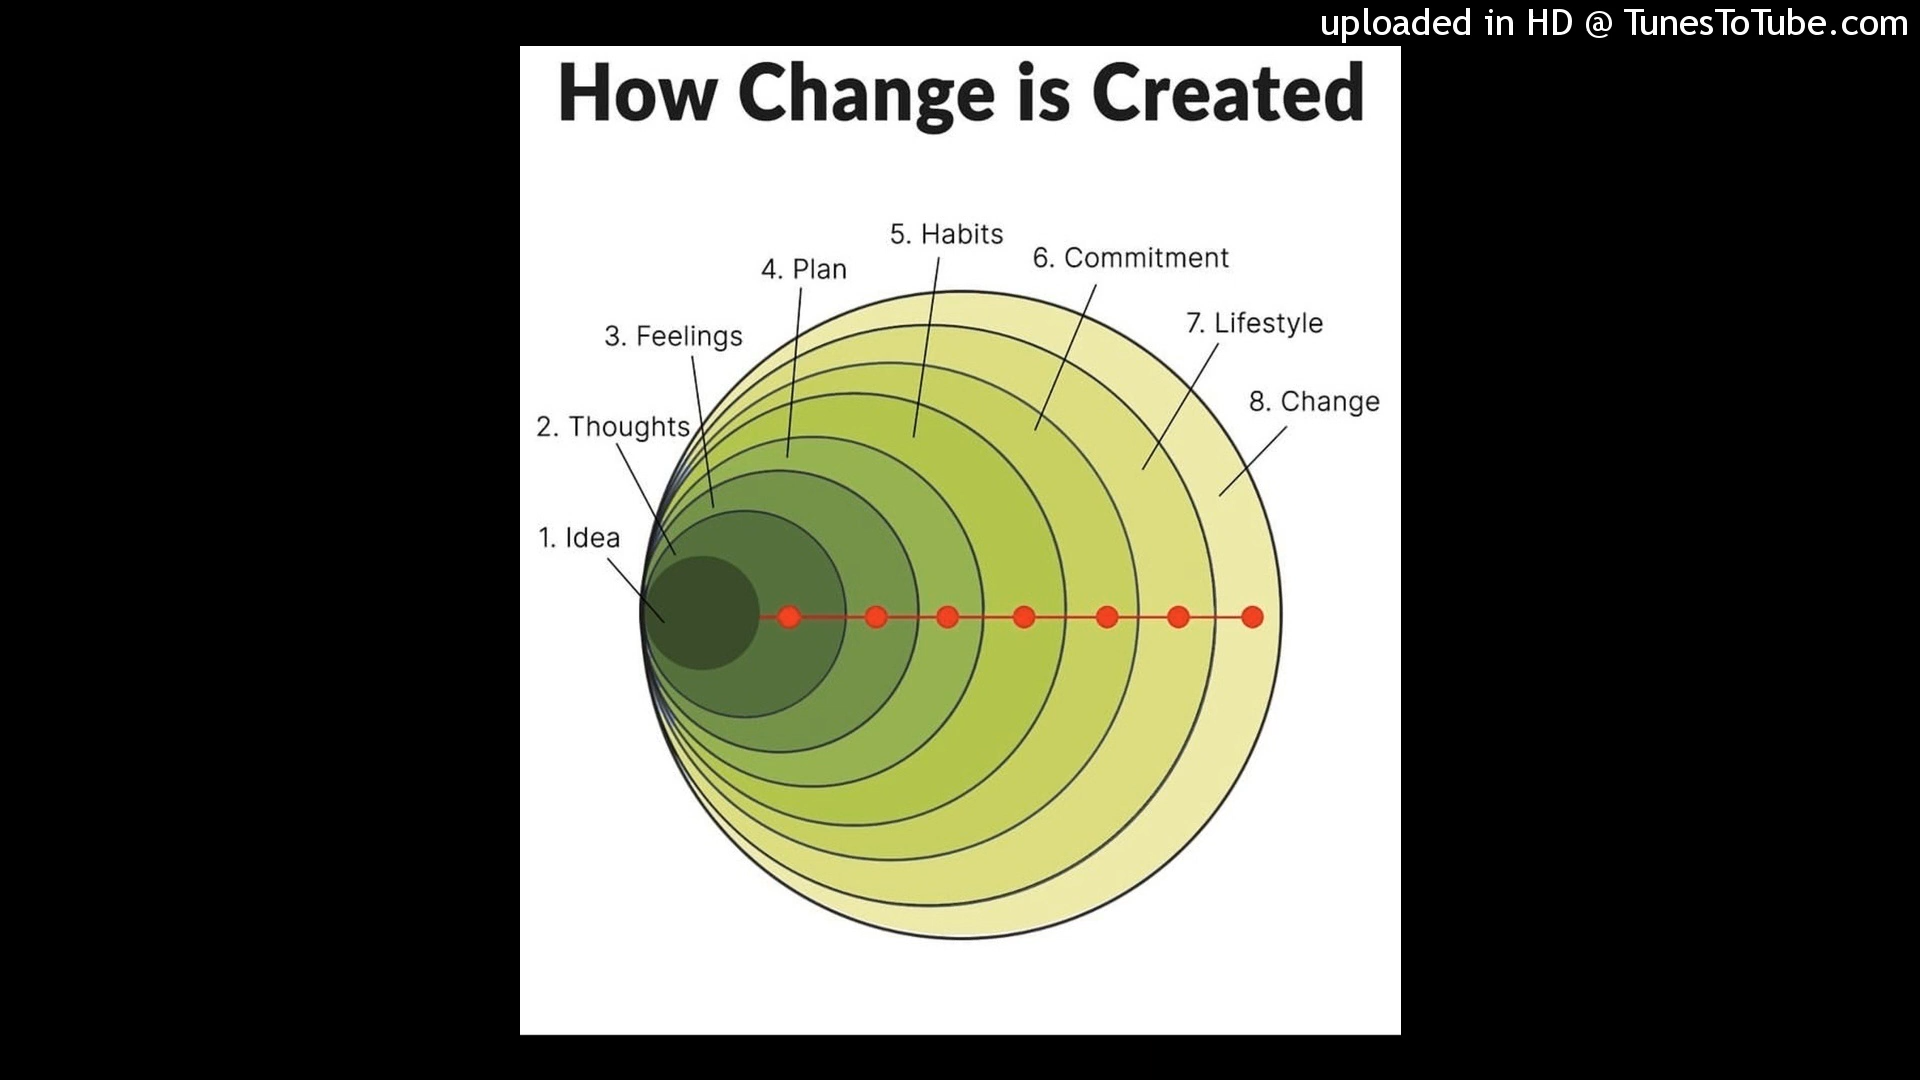 uploaded in HD @ TunesToTube.com
How Change is Created
5. Habits
6. Commitment
4. Plan
7. Lifestyle
3. Feelings
8. Change
2. Thoughts
1. Idea